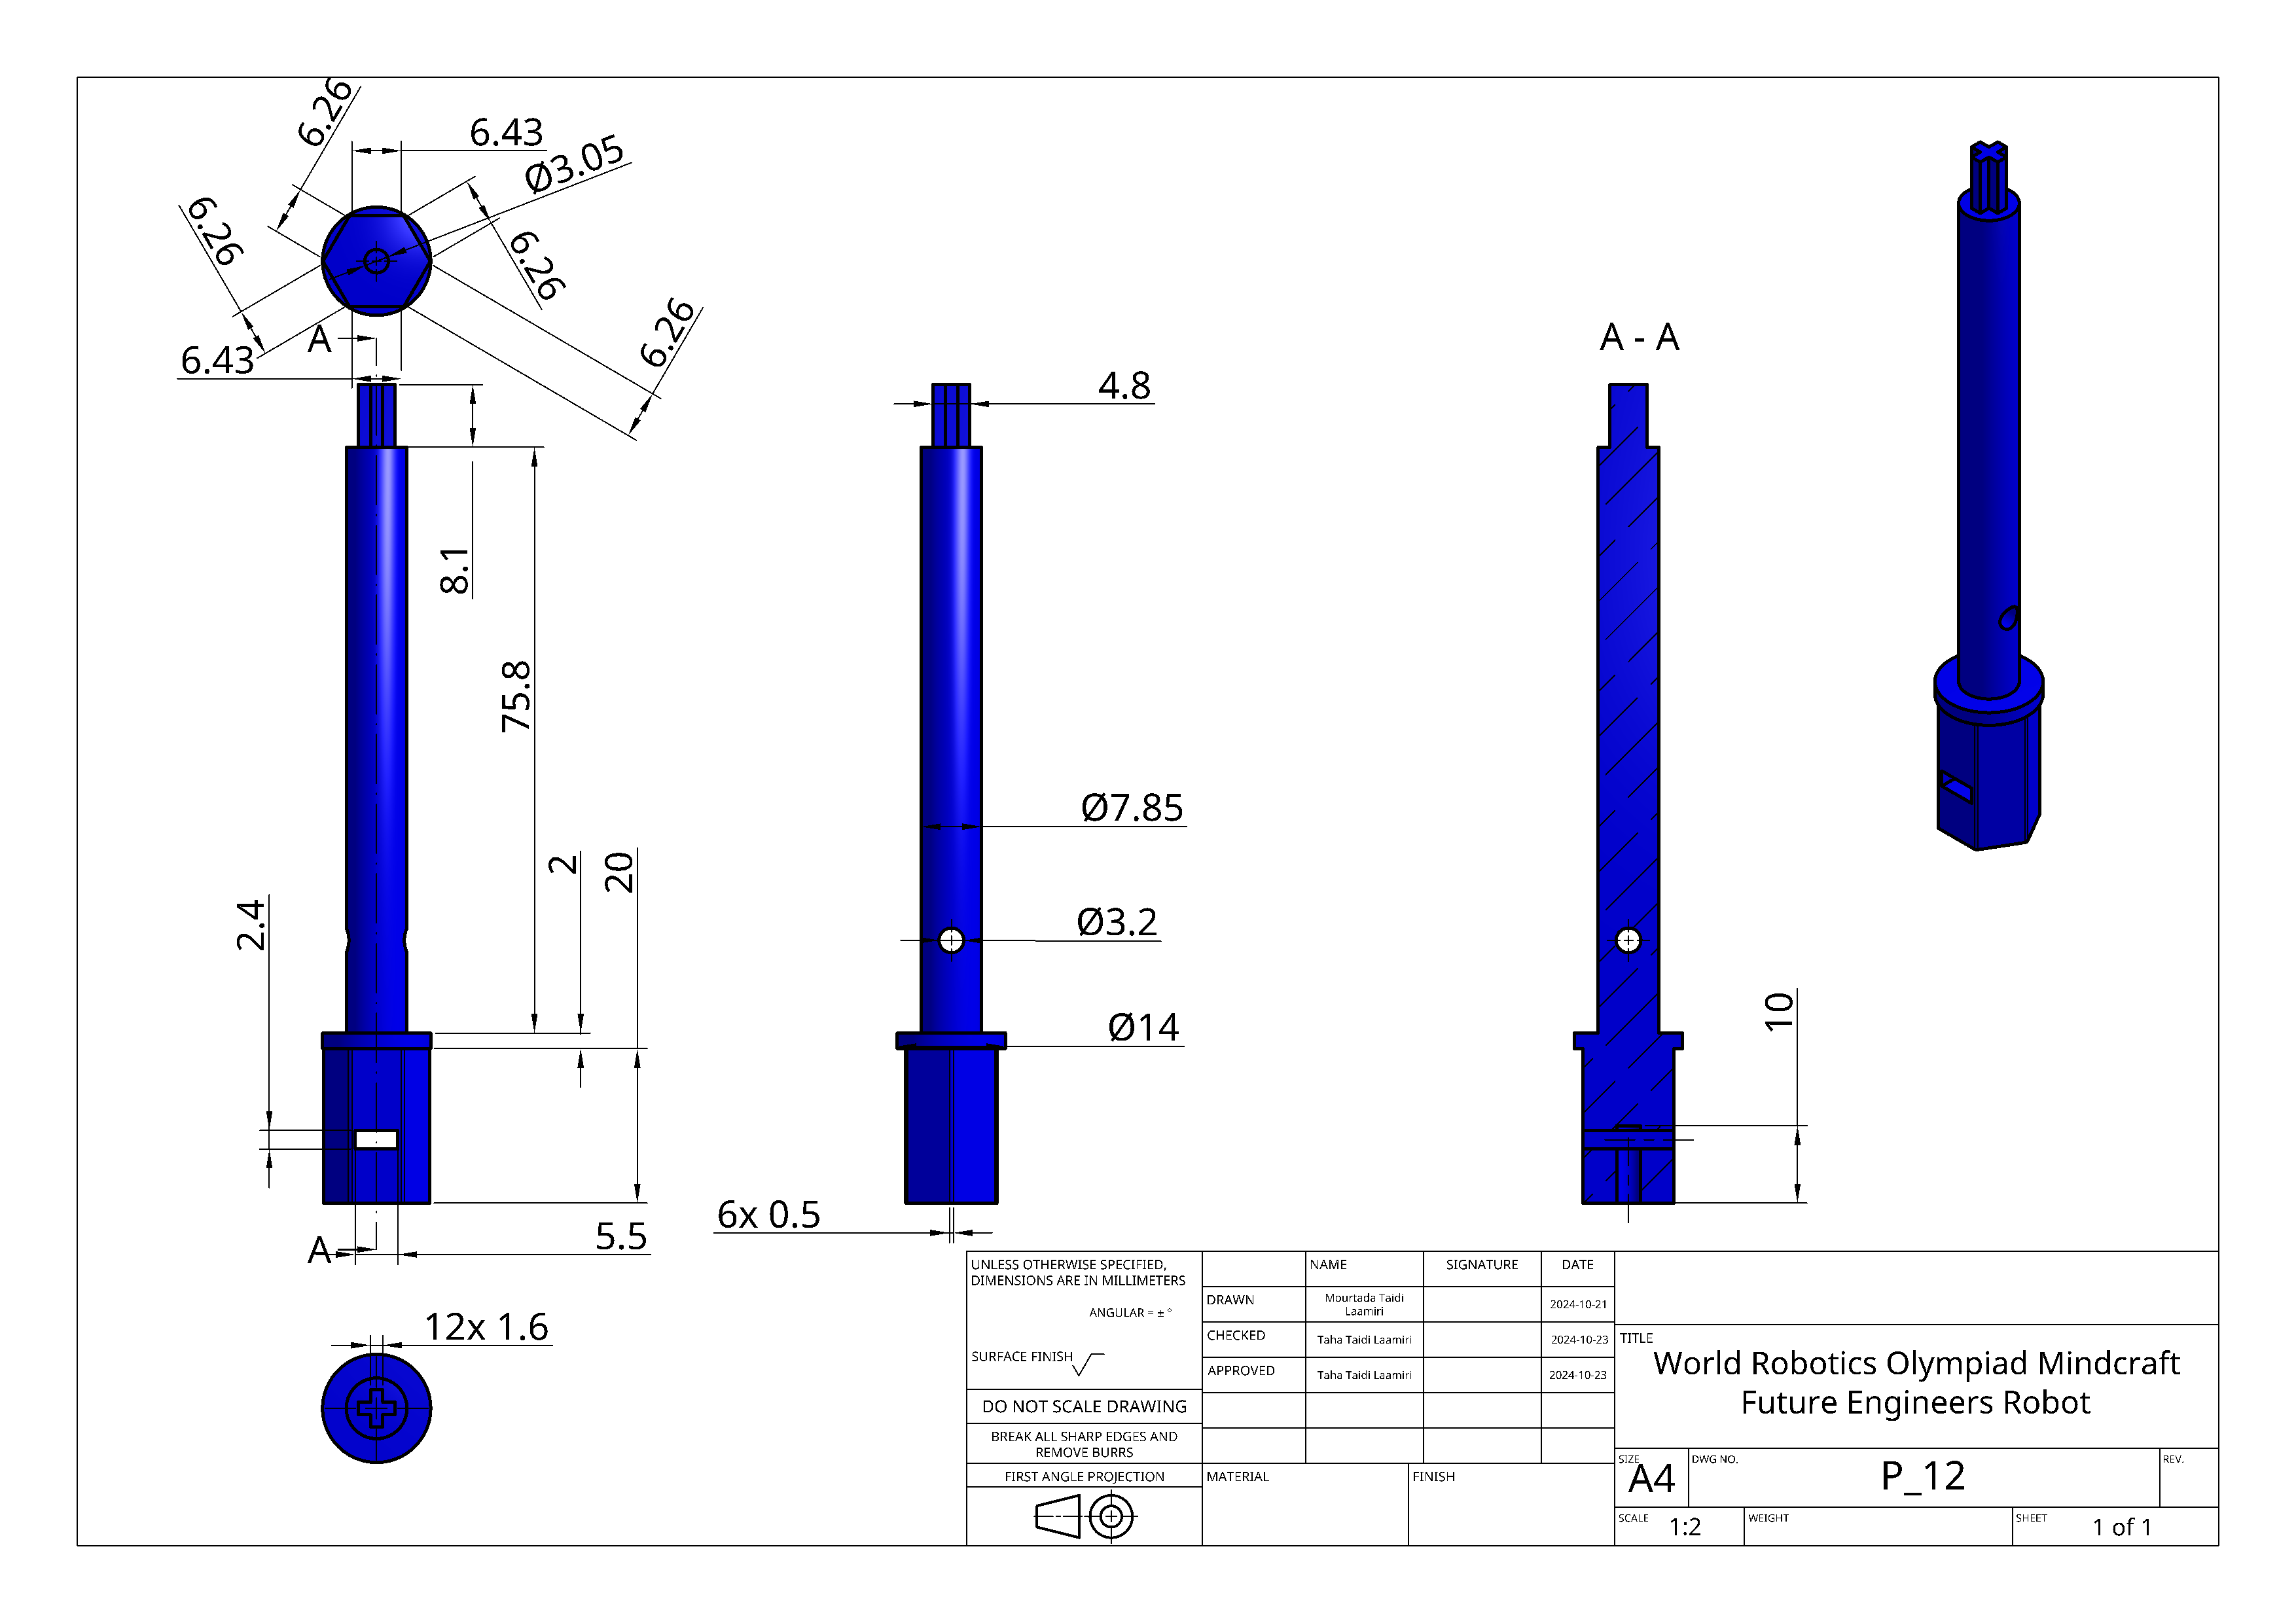 6.26
6.43
Ø3.05
6.26
6.26
6.26
A
6.43
A - A
4.8
8.1
75.8
Ø7.85
2
20
2.4
Ø3.2
10
Ø14
6x 0.5
5.5
A
12x 1.6
UNLESS OTHERWISE SPECIFIED,
DIMENSIONS ARE IN MILLIMETERS
ANGULAR = ± °
SURFACE FINISH
DO NOT SCALE DRAWING
BREAK ALL SHARP EDGES AND
REMOVE BURRS
FIRST ANGLE PROJECTION
NAME
SIGNATURE
DATE
DRAWN
Mourtada Taidi
Laamiri
2024-10-21
CHECKED
Taha Taidi Laamiri
2024-10-23
APPROVED
Taha Taidi Laamiri
2024-10-23
MATERIAL
FINISH
TITLE
World Robotics Olympiad Mindcraft
Future Engineers Robot
SIZE
A4
DWG NO.
P_12
REV.
SCALE
1:2
WEIGHT
SHEET
1 of 1